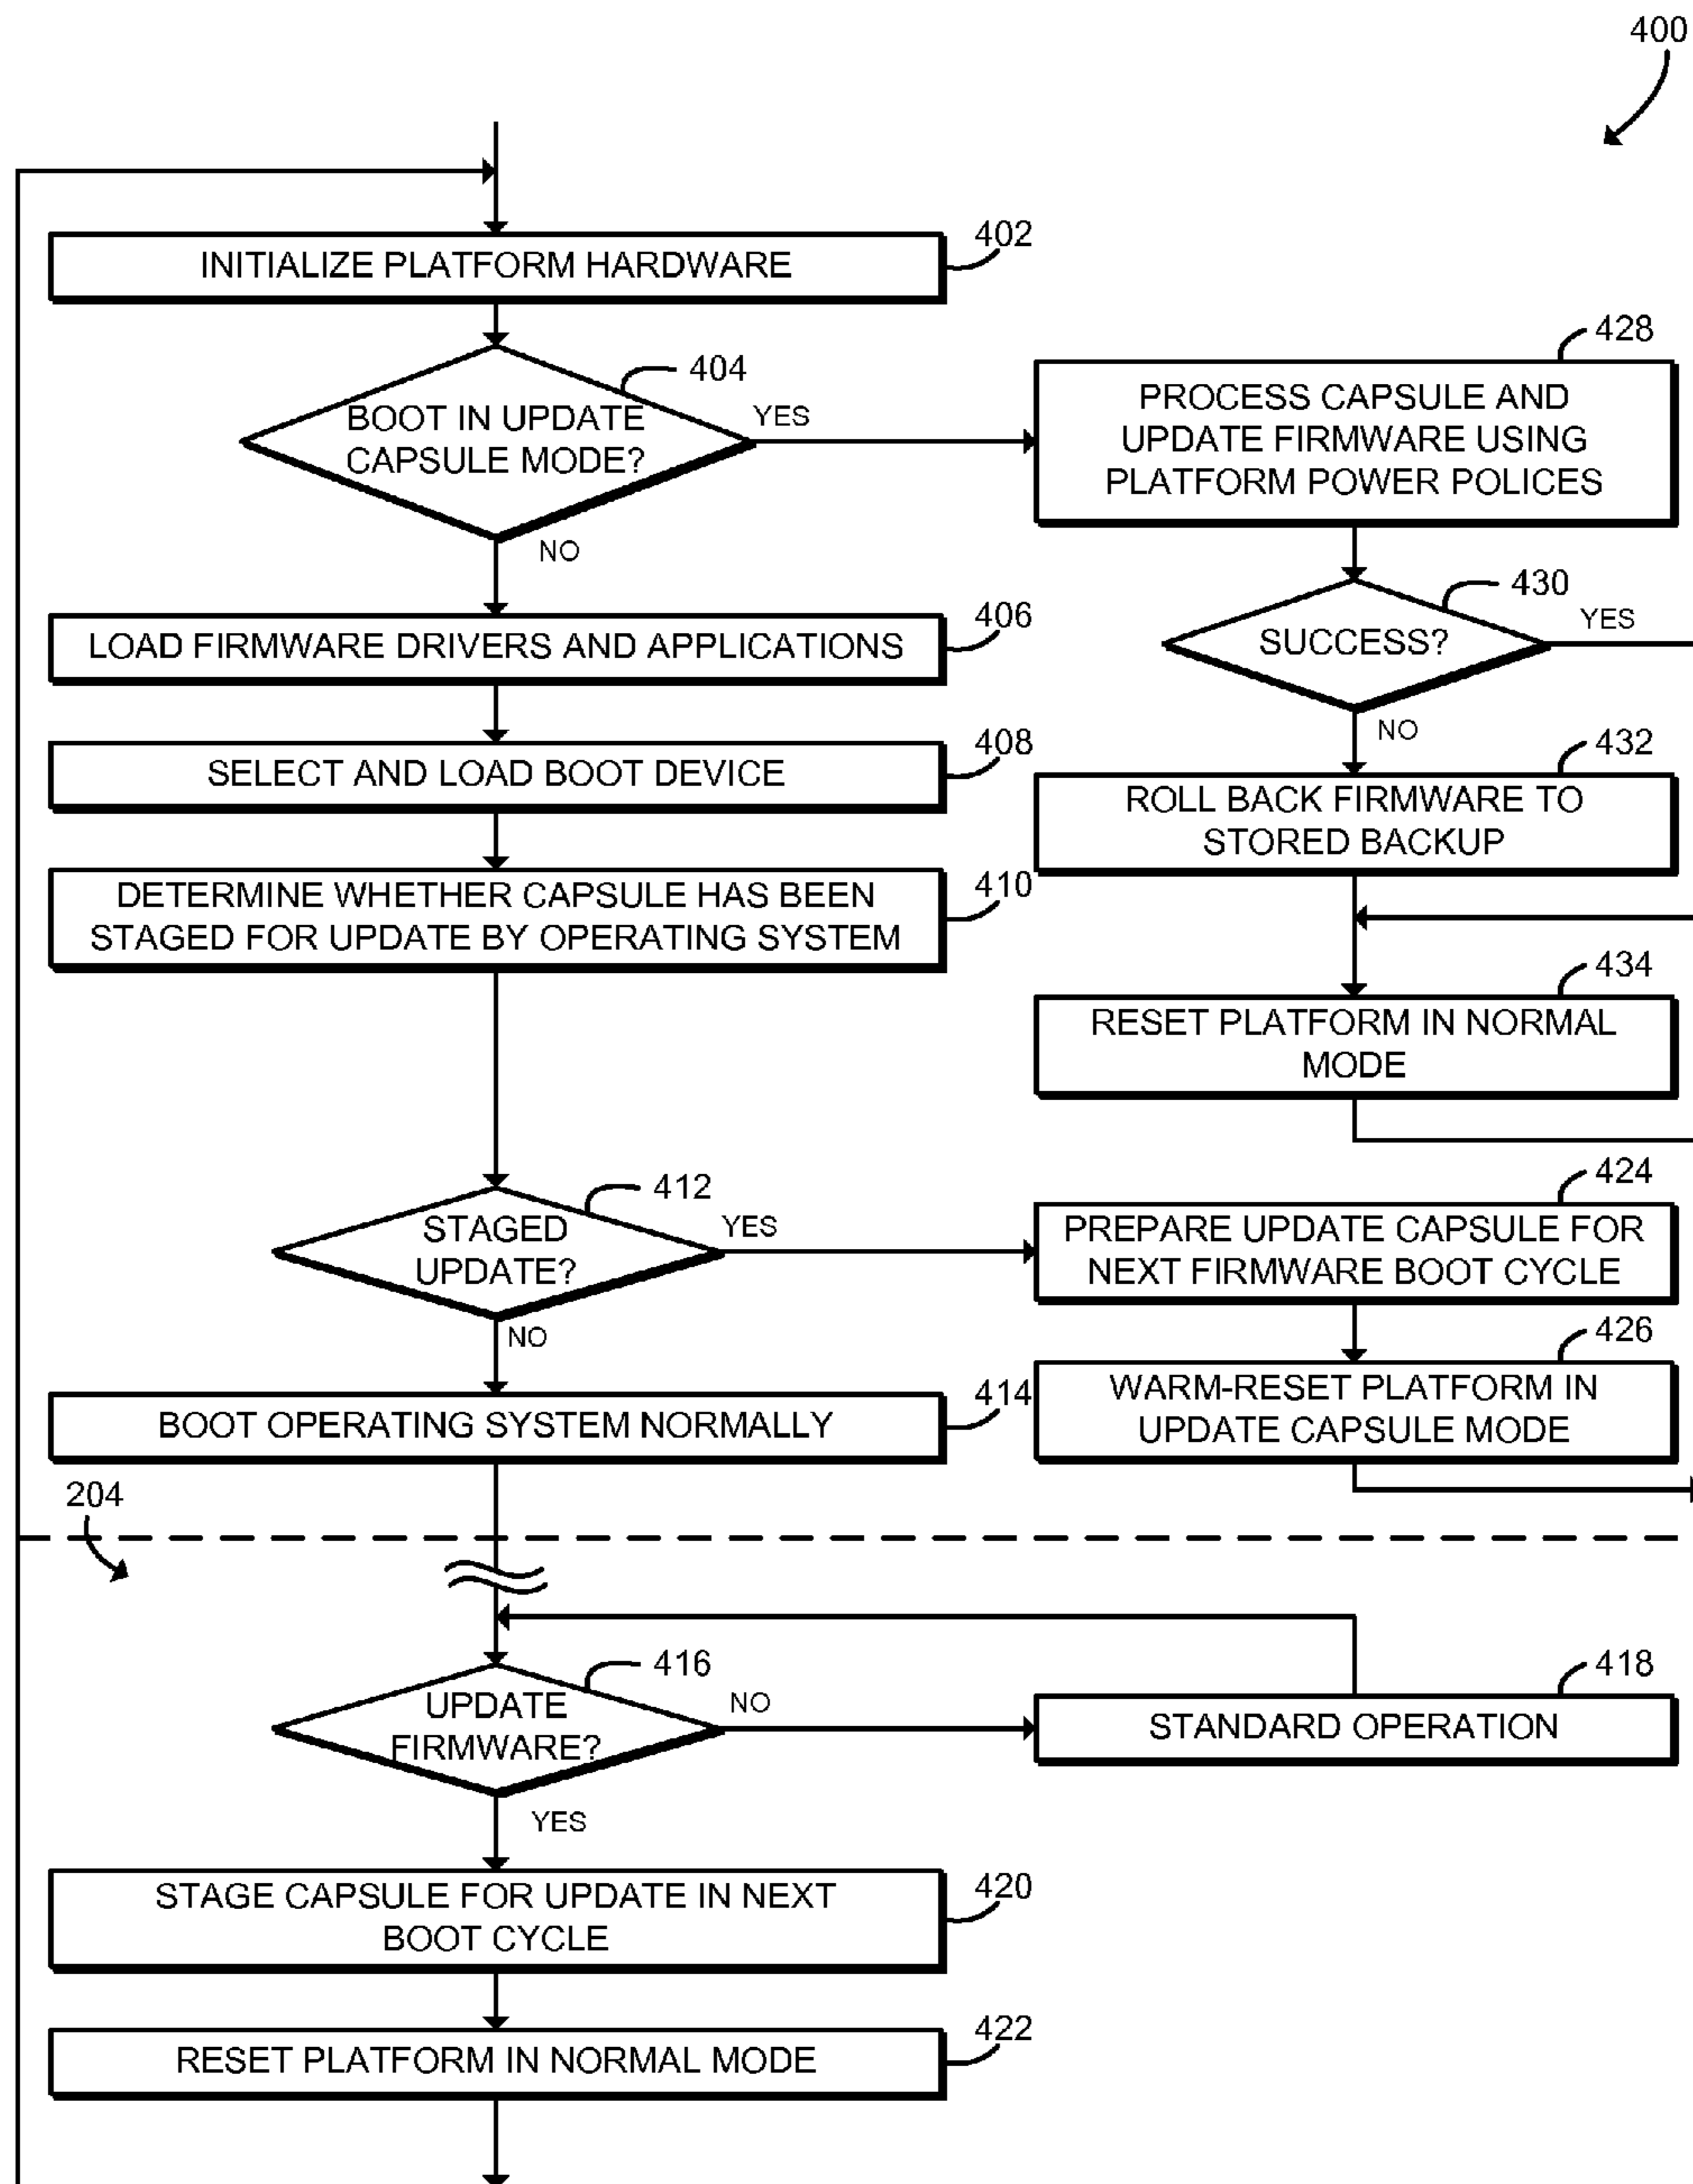 400
INITIALIZE PLATFORM HARDWARE
402
BOOT IN UPDATE
CAPSULE MODE?
404
YES
NO
PROCESS CAPSULE AND
UPDATE FIRMWARE USING
PLATFORM POWER POLICES
428
SUCCESS?
430
YES
NO
LOAD FIRMWARE DRIVERS AND APPLICATIONS
406
SELECT AND LOAD BOOT DEVICE
408
ROLL BACK FIRMWARE TO
STORED BACKUP
432
DETERMINE WHETHER CAPSULE HAS BEEN
STAGED FOR UPDATE BY OPERATING SYSTEM
410
RESET PLATFORM IN NORMAL
MODE
434
STAGED
UPDATE?
412
YES
NO
PREPARE UPDATE CAPSULE FOR
NEXT FIRMWARE BOOT CYCLE
424
WARM-RESET PLATFORM IN
UPDATE CAPSULE MODE
426
BOOT OPERATING SYSTEM NORMALLY
414
204
UPDATE
FIRMWARE?
416
NO
YES
STANDARD OPERATION
418
STAGE CAPSULE FOR UPDATE IN NEXT
BOOT CYCLE
420
RESET PLATFORM IN NORMAL MODE
422